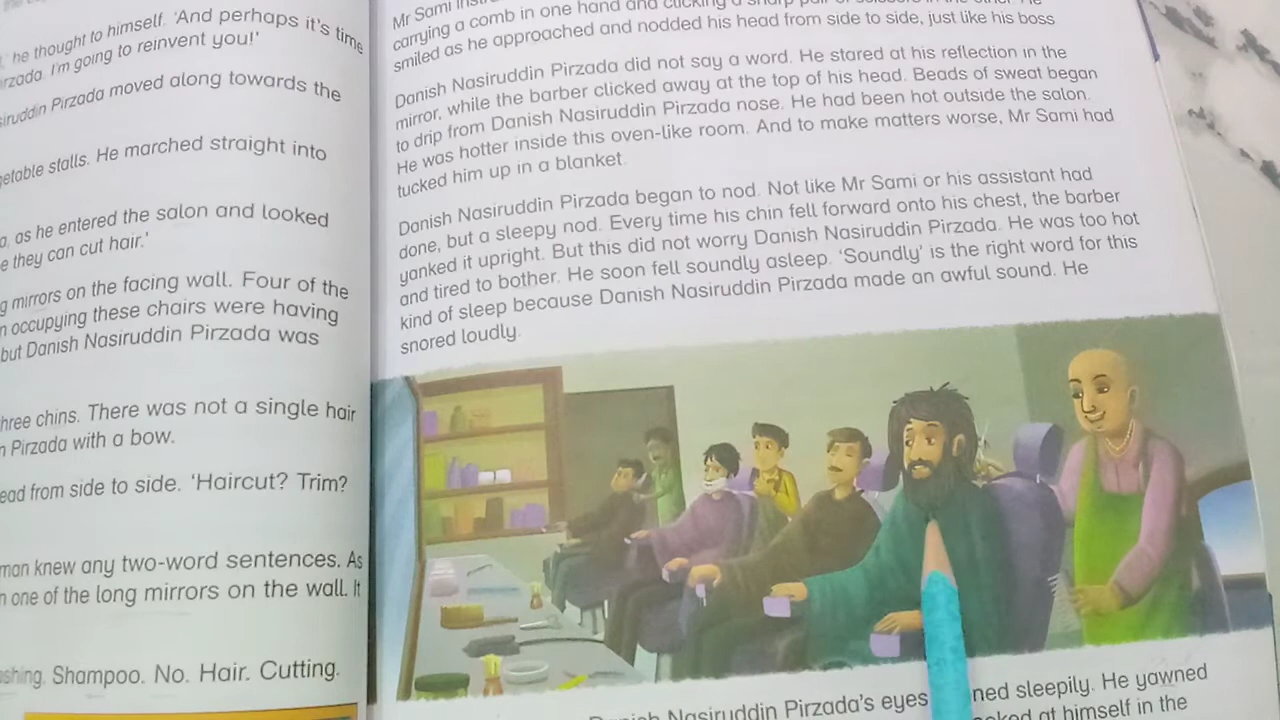 he thought to himself. 'And perhaps it's time
I'm going to reinvent you!'
Pirzada moved along towards the
stalls. He marched straight into
as he entered the salon and looked
they can cut hair.'
mirrors on the facing wall. Four of the
occupying these chairs were having
but Danish Nasiruddin Pirzada was
three chins. There was not a single hair
Pirzada with a bow.
from side to side. 'Haircut? Trim?
man knew any two-word sentences. As
one of the long mirrors on the wall. It
Shampoo. No. Hair. Cutting.
Mr Sami
carrying a comb in one hand and clicking a sharp pair of scissors in the other. He
smiled as he approached and nodded his head from side to side, just like his boss
Danish Nasiruddin Pirzada did not say a word. He stared at his reflection in the
mirror, while the barber clicked away at the top of his head. Beads of sweat began
to drip from Danish Nasiruddin Pirzada nose. He had been hot outside the salon.
He was hotter inside this oven-like room. And to make matters worse, Mr Sami had
tucked him up in a blanket.
Danish Nasiruddin Pirzada began to nod. Not like Mr Sami or his assistant had
done, but a sleepy nod. Every time his chin fell forward onto his chest, the barber
yanked it upright. But this did not worry Danish Nasiruddin Pirzada. He was too hot
and tired to bother. He soon fell soundly asleep. 'Soundly' is the right word for this
kind of sleep because Danish Nasiruddin Pirzada made an awful sound. He
snored loudly.
Nasiruddin Pirzada's eyes sleepily. He yawned
at himself in the